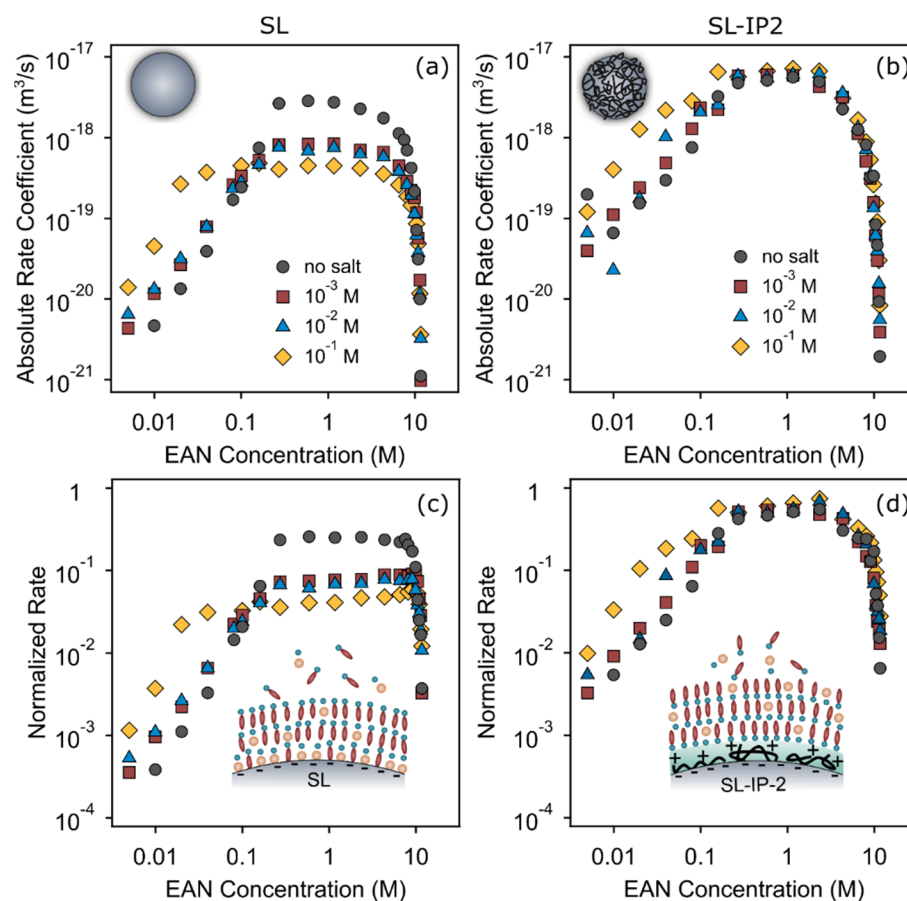 SL
SL-IP2
(a)
Absolute Rate Coefficient (m³/s)
10⁻¹⁷
10⁻¹⁸
10⁻¹⁹
10⁻²⁰
10⁻²¹
no salt
10⁻³ M
10⁻² M
10⁻¹ M
0.01
0.1
1
10
EAN Concentration (M)
(b)
Absolute Rate Coefficient (m³/s)
10⁻¹⁷
10⁻¹⁸
10⁻¹⁹
10⁻²⁰
10⁻²¹
no salt
10⁻³ M
10⁻² M
10⁻¹ M
0.01
0.1
1
10
EAN Concentration (M)
(c)
Normalized Rate
1
10⁻¹
10⁻²
10⁻³
10⁻⁴
SL
0.01
0.1
1
10
EAN Concentration (M)
(d)
Normalized Rate
1
10⁻¹
10⁻²
10⁻³
10⁻⁴
SL-IP-2
0.01
0.1
1
10
EAN Concentration (M)